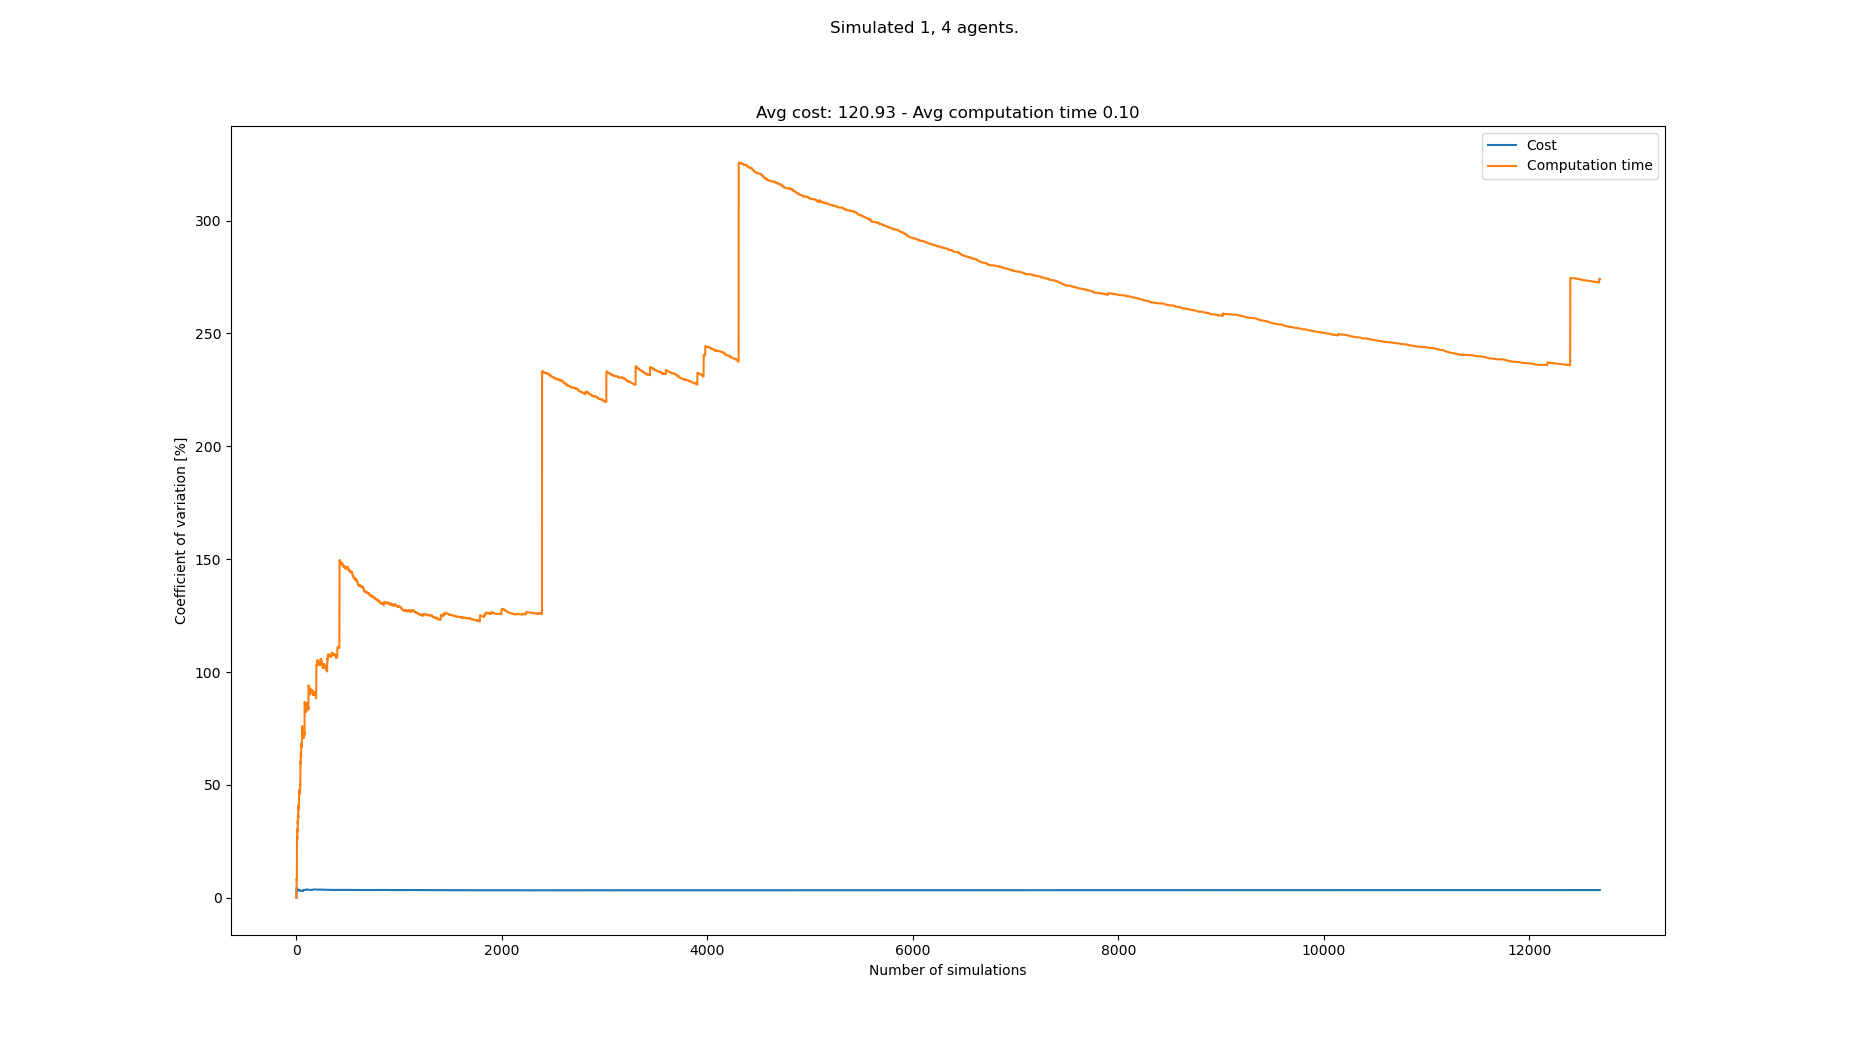 Simulated 1, 4 agents.
Avg cost: 120.93 - Avg computation time 0.10
Cost
Computation time
300
250
200
150
100
50
0
Coefficient of variation [%]
0 2000 4000 6000 8000 10000 12000
Number of simulations